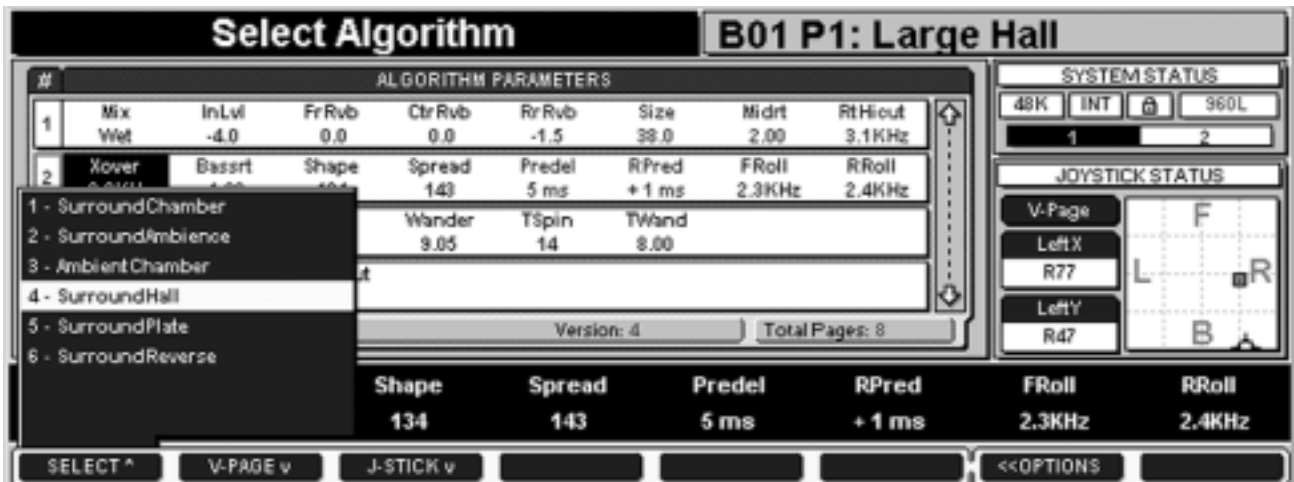 Select Algorithm
B01 P1: Large Hall
# ALGORITHM PARAMETERS
1 Mix InLvl FrRvb CtrRvb RrRvb Size Midrt RtHicut
Wet -4.0 0.0 0.0 -1.5 38.0 2.00 3.1KHz
2 Xover Bassrt Shape Spread Predel RPred FRoll RRoll
143 5 ms + 1 ms 2.3KHz 2.4KHz
Wander TSpin TWand
9.05 14 8.00
Version: 4 Total Pages: 8
1 - SurroundChamber
2 - SurroundAmbience
3 - AmbientChamber
4 - SurroundHall
5 - SurroundPlate
6 - SurroundReverse
SYSTEM STATUS
48K INT 960L
1 2
JOYSTICK STATUS
V-Page
LeftX
R77
LeftY
R47
F
L R
B
Shape Spread Predel RPred FRoll RRoll
134 143 5 ms + 1 ms 2.3KHz 2.4KHz
SELECT ^ V-PAGE v J-STICK v <<OPTIONS